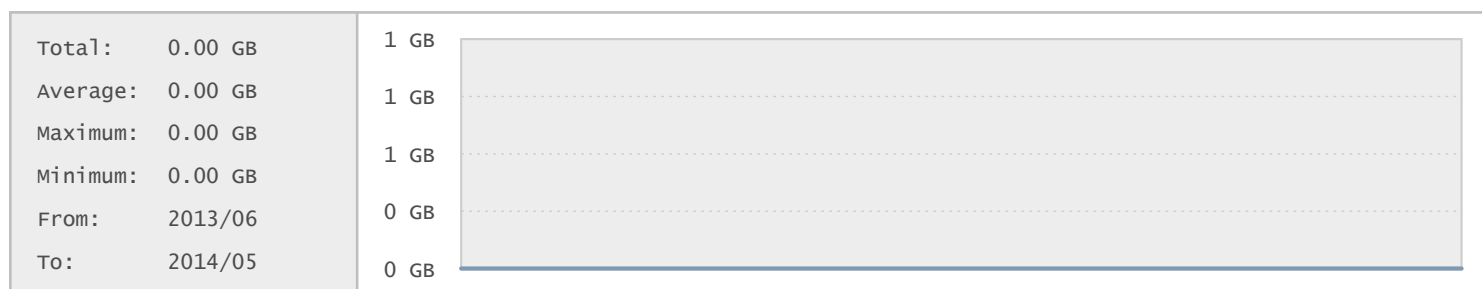 Total: 0.00 GB
Average: 0.00 GB
Maximum: 0.00 GB
Minimum: 0.00 GB
From: 2013/06
To: 2014/05
1 GB
1 GB
1 GB
0 GB
0 GB